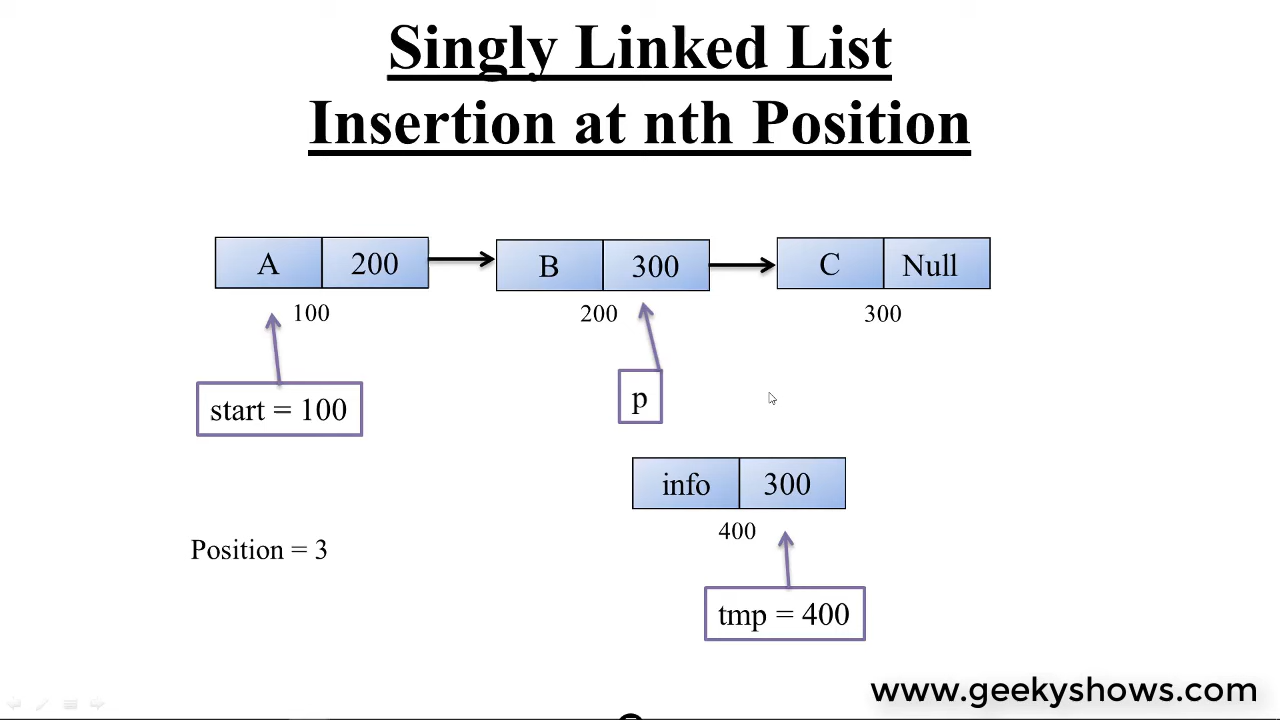 Singly Linked List
Insertion at nth Position
A 200 B 300 C Null
100 200 300
start = 100
p
info 300
400
Position = 3
tmp = 400
www.geekyshows.com